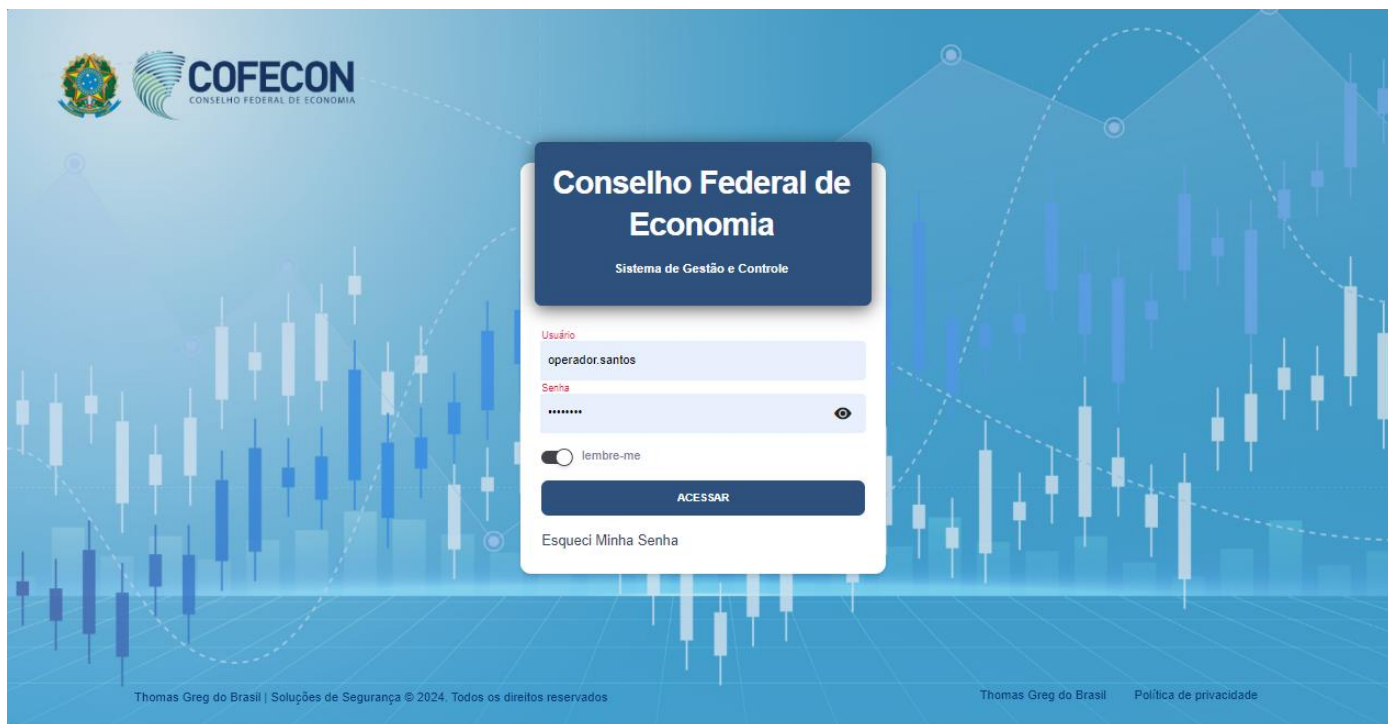 COFECON
CONSELHO FEDERAL DE ECONOMIA
Conselho Federal de
Economia
Sistema de Gestão e Controle
Usuário
operador.santos
Senha
••••••••
lembre-me
ACESSAR
Esqueci Minha Senha
Thomas Greg do Brasil | Soluções de Segurança © 2024. Todos os direitos reservados
Thomas Greg do Brasil Política de privacidade